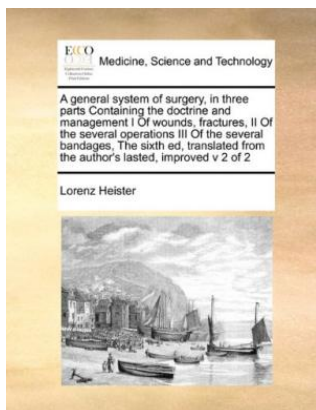 ECCO
Medicine, Science and Technology
A general system of surgery, in three
parts Containing the doctrine and
management I Of wounds, fractures, II Of
the several operations III Of the several
bandages, The sixth ed, translated from
the author's lasted, improved v 2 of 2
Lorenz Heister